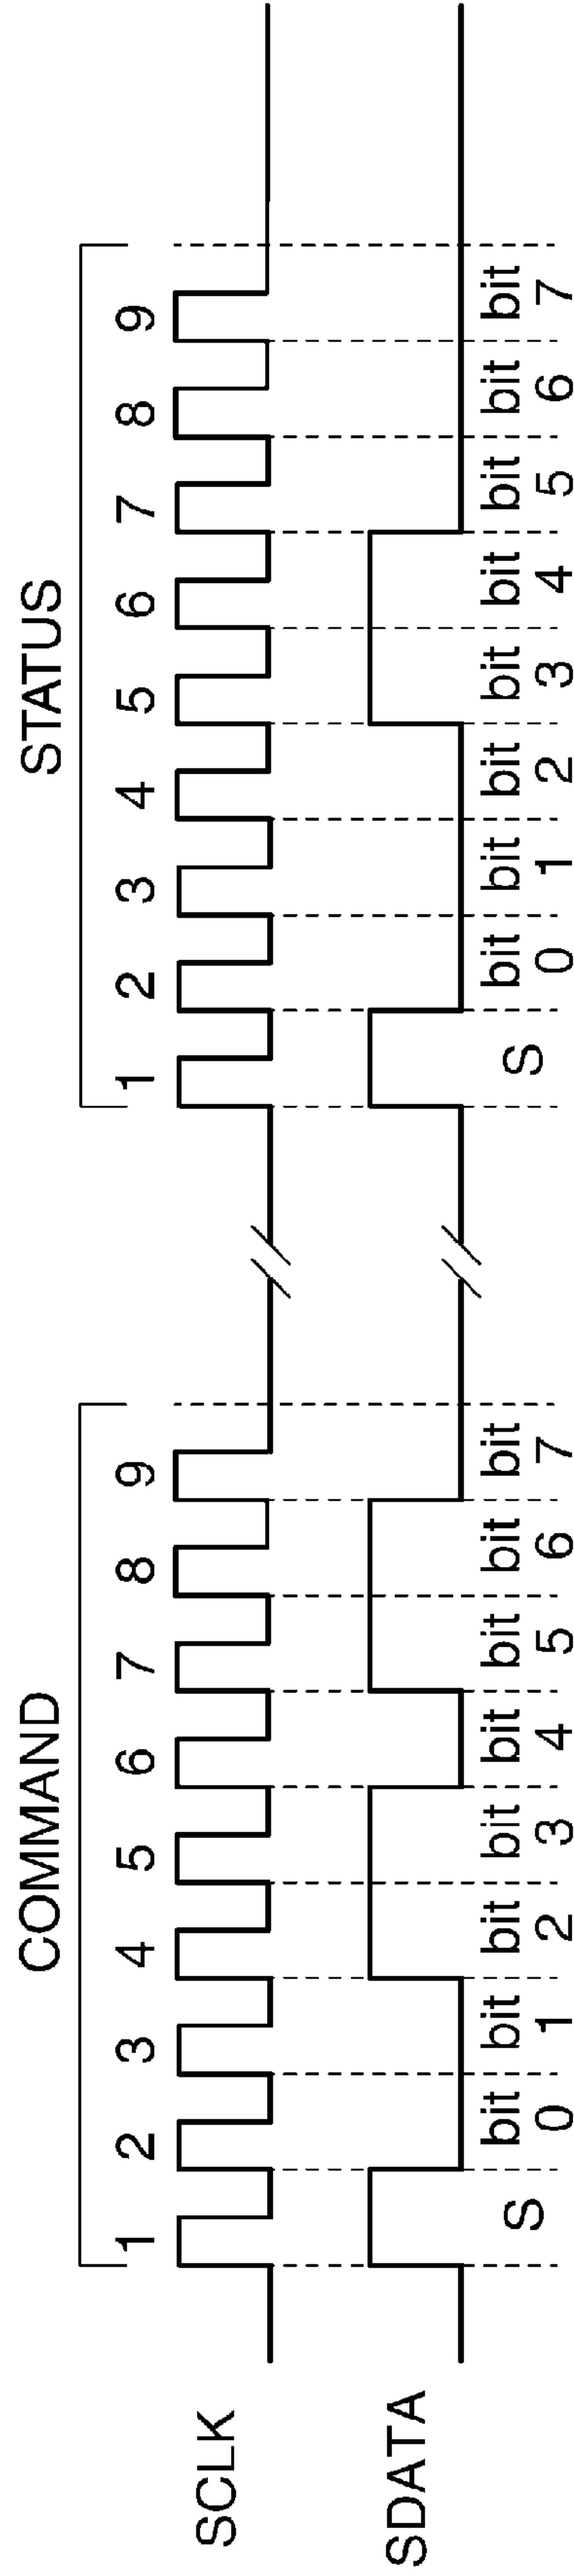 COMMAND STATUS
1 2 3 4 5 6 7 8 9 1 2 3 4 5 6 7 8 9
SCLK
SDATA
S bit bit bit bit bit bit bit bit S bit bit bit bit bit bit bit bit
0 1 2 3 4 5 6 7 0 1 2 3 4 5 6 7